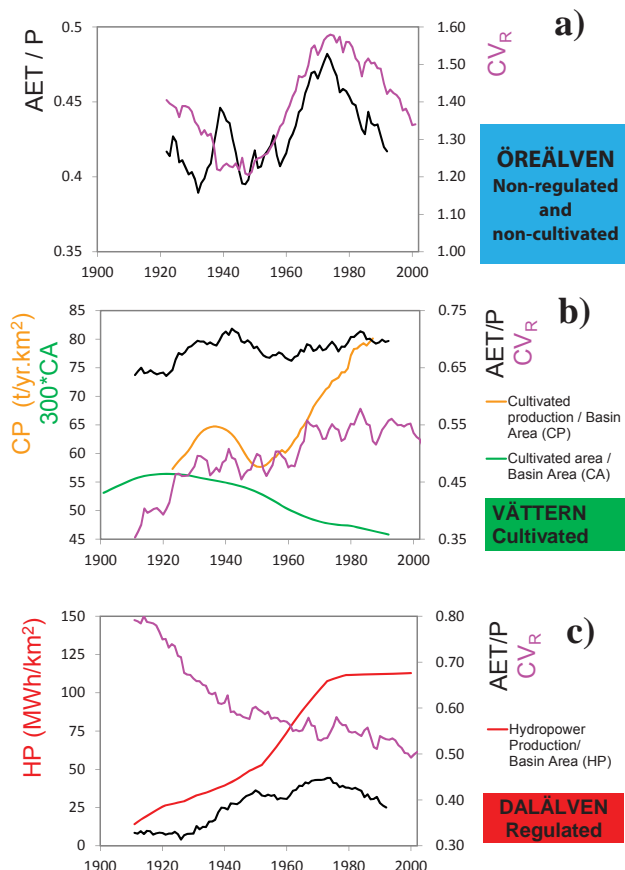 a)
AET / P
0.5
0.45
0.4
0.35
1.60
1.50
1.40
1.30
1.20
1.10
1.00
CVR
1900
1920
1940
1960
1980
2000
ÖREÄLVEN
Non-regulated
and
non-cultivated
b)
CP (t/yr.km²)
300*CA
85
80
75
70
65
60
55
50
45
0.75
0.65
0.55
0.45
0.35
AET/P
CVR
1900
1920
1940
1960
1980
2000
Cultivated
production / Basin
Area (CP)
Cultivated area /
Basin Area (CA)
VÄTTERN
Cultivated
c)
HP (MWh/km²)
150
125
100
75
50
25
0
0.80
0.70
0.60
0.50
0.40
0.30
AET/P
CVR
1900
1920
1940
1960
1980
2000
Hydropower
Production/
Basin Area (HP)
DALÄLVEN
Regulated